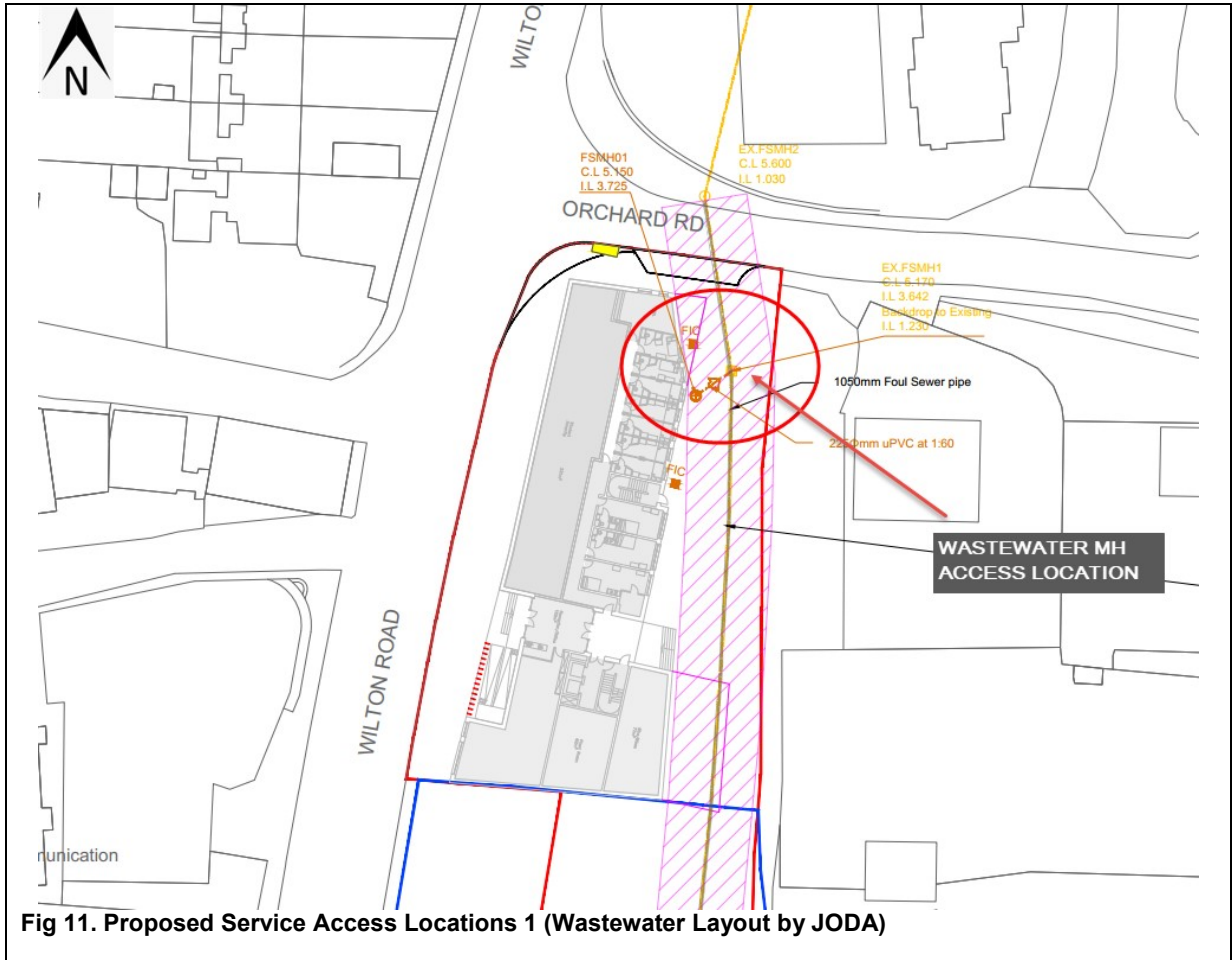 N
WILTO
FSMH01
C.L 5.150
I.L 3.725
EX.FSMH2
C.L 5.600
I.L 1.030
ORCHARD RD
EX.FSMH1
C.L 5.170
I.L 3.642
Backdrop to Existing
I.L 1.230
FIC
1050mm Foul Sewer pipe
225Φmm uPVC at 1:60
FIC
WASTEWATER MH
ACCESS LOCATION
WILTON ROAD
munication
Fig 11. Proposed Service Access Locations 1 (Wastewater Layout by JODA)